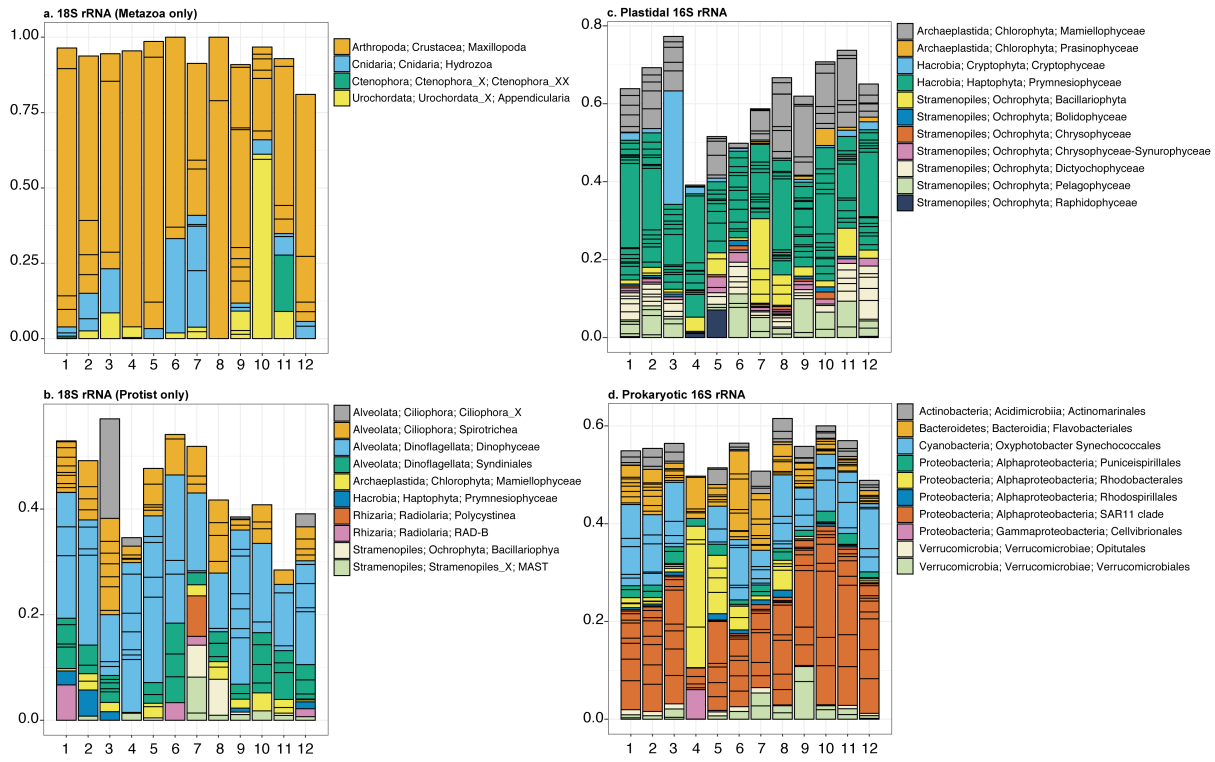 a. 18S rRNA (Metazoa only)
1.00
0.75
0.50
0.25
0.00
1 2 3 4 5 6 7 8 9 10 11 12
Arthropoda; Crustacea; Maxillopoda
Cnidaria; Cnidaria; Hydrozoa
Ctenophora; Ctenophora_X; Ctenophora_XX
Urochordata; Urochordata_X; Appendicularia
c. Plastidal 16S rRNA
0.8
0.6
0.4
0.2
0.0
1 2 3 4 5 6 7 8 9 10 11 12
Archaeplastida; Chlorophyta; Mamiellophyceae
Archaeplastida; Chlorophyta; Prasinophyceae
Hacrobia; Cryptophyta; Cryptophyceae
Hacrobia; Haptophyta; Prymnesiophyceae
Stramenopiles; Ochrophyta; Bacillariophyta
Stramenopiles; Ochrophyta; Bolidophyceae
Stramenopiles; Ochrophyta; Chrysophyceae
Stramenopiles; Ochrophyta; Chrysophyceae-Synurophyceae
Stramenopiles; Ochrophyta; Dictyochophyceae
Stramenopiles; Ochrophyta; Pelagophyceae
Stramenopiles; Ochrophyta; Raphidophyceae
b. 18S rRNA (Protist only)
0.4
0.2
0.0
1 2 3 4 5 6 7 8 9 10 11 12
Alveolata; Ciliophora; Ciliophora_X
Alveolata; Ciliophora; Spirotrichea
Alveolata; Dinoflagellata; Dinophyceae
Alveolata; Dinoflagellata; Syndiniales
Archaeplastida; Chlorophyta; Mamiellophyceae
Hacrobia; Haptophyta; Prymnesiophyceae
Rhizaria; Radiolaria; Polycystinea
Rhizaria; Radiolaria; RAD-B
Stramenopiles; Ochrophyta; Bacillariophya
Stramenopiles; Stramenopiles_X; MAST
d. Prokaryotic 16S rRNA
0.6
0.4
0.2
0.0
1 2 3 4 5 6 7 8 9 10 11 12
Actinobacteria; Acidimicrobiia; Actinomarinales
Bacteroidetes; Bacteroidia; Flavobacteriales
Cyanobacteria; Oxyphotobacter Synechococcales
Proteobacteria; Alphaproteobacteria; Puniceispirillales
Proteobacteria; Alphaproteobacteria; Rhodobacterales
Proteobacteria; Alphaproteobacteria; Rhodospirillales
Proteobacteria; Alphaproteobacteria; SAR11 clade
Proteobacteria; Gammaproteobacteria; Cellvibrionales
Verrucomicrobia; Verrucomicrobiae; Opitutales
Verrucomicrobia; Verrucomicrobiae; Verrucomicrobiales